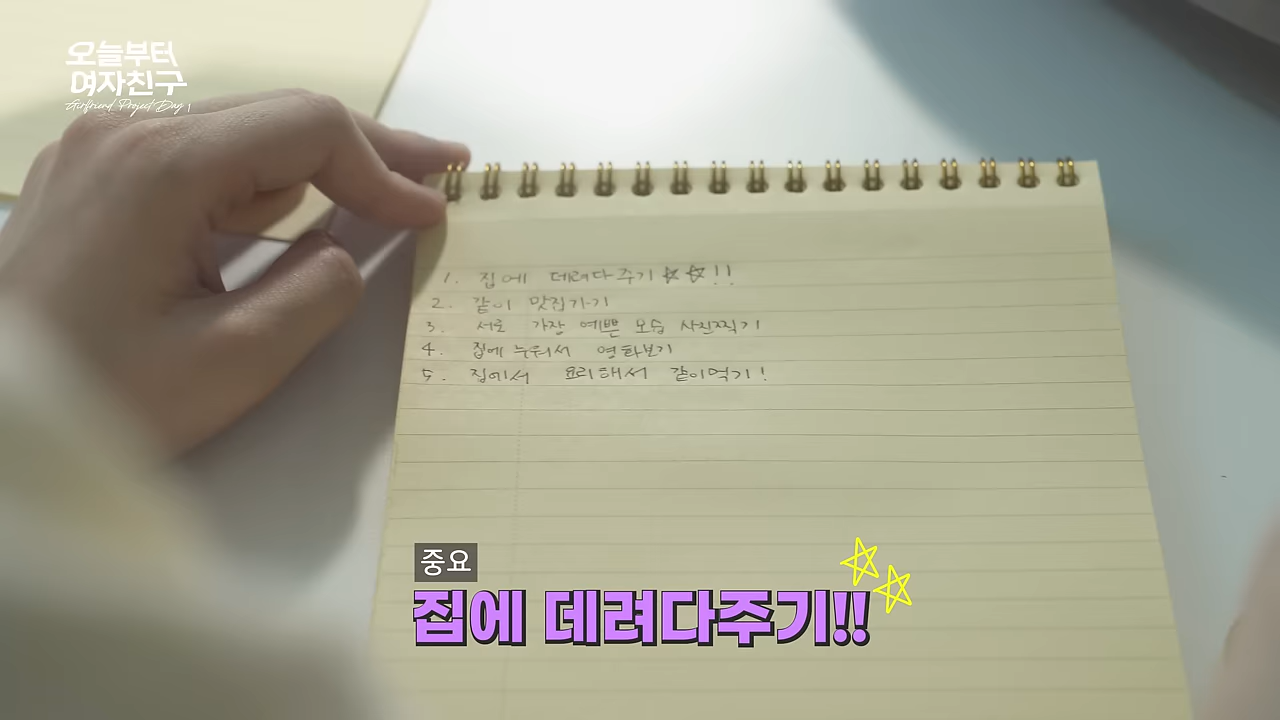 오늘부터
여자친구
Girlfriend Project Day 1
1. 집에 데려다주기 ☆☆!!
2. 같이 맛집가기
3. 서로 가장 예쁜 모습 사진찍기
4. 집에 누워서 영화보기
5. 집에서 요리해서 같이먹기!
중요
집에 데려다주기!!